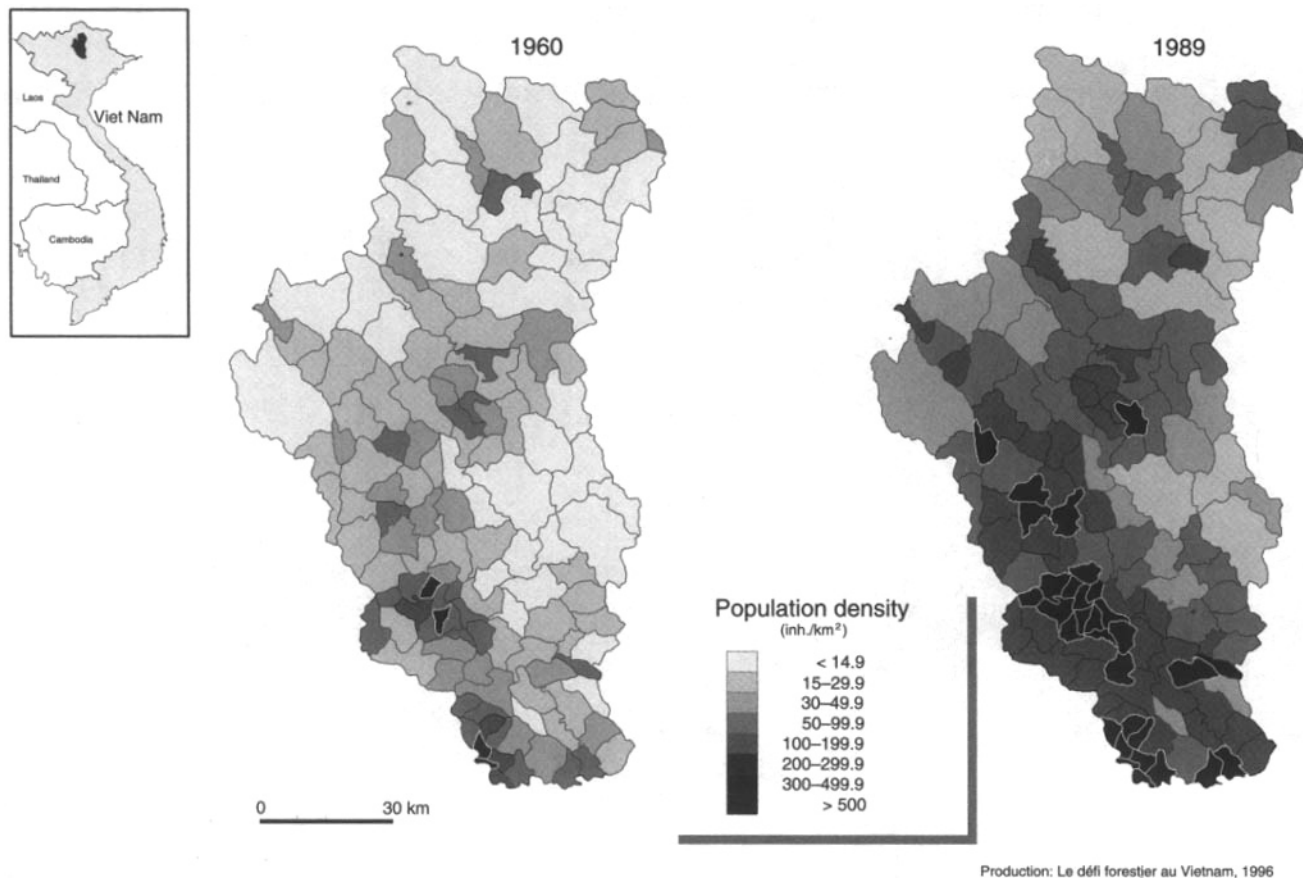 1960
1989
Laos
Viet Nam
Thailand
Cambodia
Population density
(inh./km²)
< 14.9
15–29.9
30–49.9
50–99.9
100–199.9
200–299.9
300–499.9
> 500
0 30 km
Production: Le défi forestier au Vietnam, 1996